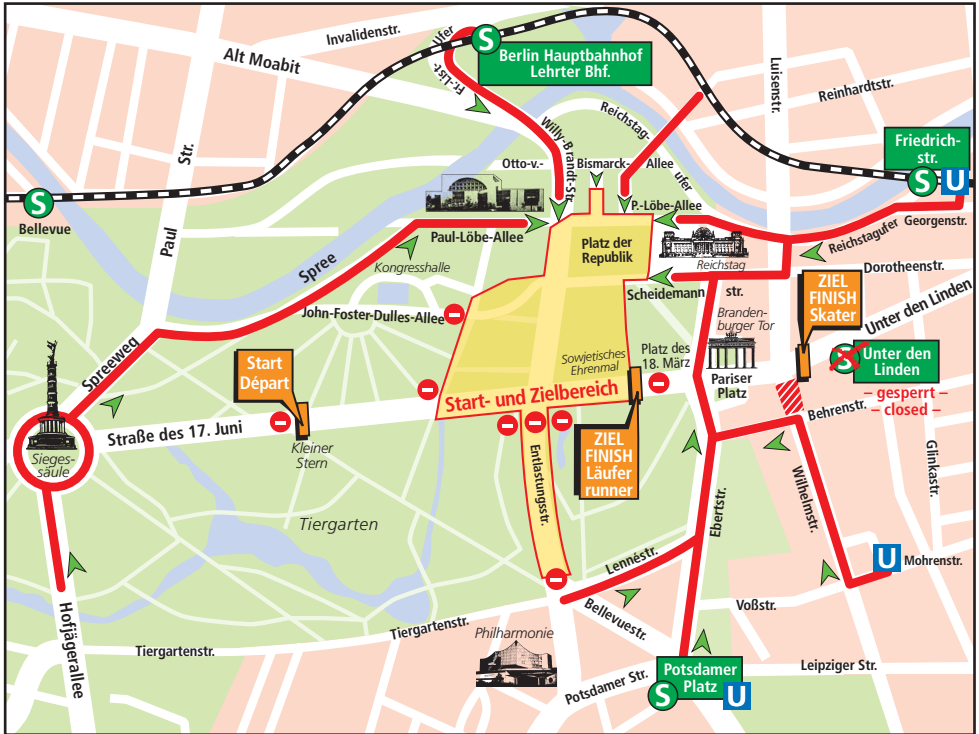 Invalidenstr.
Alt Moabit
Ufer
Fr.-List-
S
Berlin Hauptbahnhof
Lehrter Bhf.
Luisenstr.
Reinhardtstr.
Willy-Brandt-Str.
Reichstag-
ufer
Friedrich-
str.
S
U
Str.
Paul
Otto-v.-
Bismarck-
Allee
P.-Löbe-Allee
S
Bellevue
Georgenstr.
Reichstagufer
Paul-Löbe-Allee
Platz der
Republik
Spree
Kongresshalle
Reichstag
Dorotheenstr.
Scheidemann
str.
ZIEL
FINISH
Skater
Unter den Linden
John-Foster-Dulles-Allee
Branden-
burger Tor
Spreeweg
Start
Départ
Sowjetisches
Ehrenmal
Platz des
18. März
Pariser
Platz
S
Unter den
Linden
– gesperrt –
– closed –
Start- und Zielbereich
Behrenstr.
Straße des 17. Juni
Kleiner
Stern
Sieges-
säule
ZIEL
FINISH
Läufer
runner
Entlastungsstr.
Glinkastr.
Ebertstr.
Wilhelmstr.
Tiergarten
Lennéstr.
U
Mohrenstr.
Hofjägerallee
Bellevuestr.
Voßstr.
Tiergartenstr.
Tiergartenstr.
Philharmonie
Potsdamer Str.
Potsdamer
Platz
S
U
Leipziger Str.